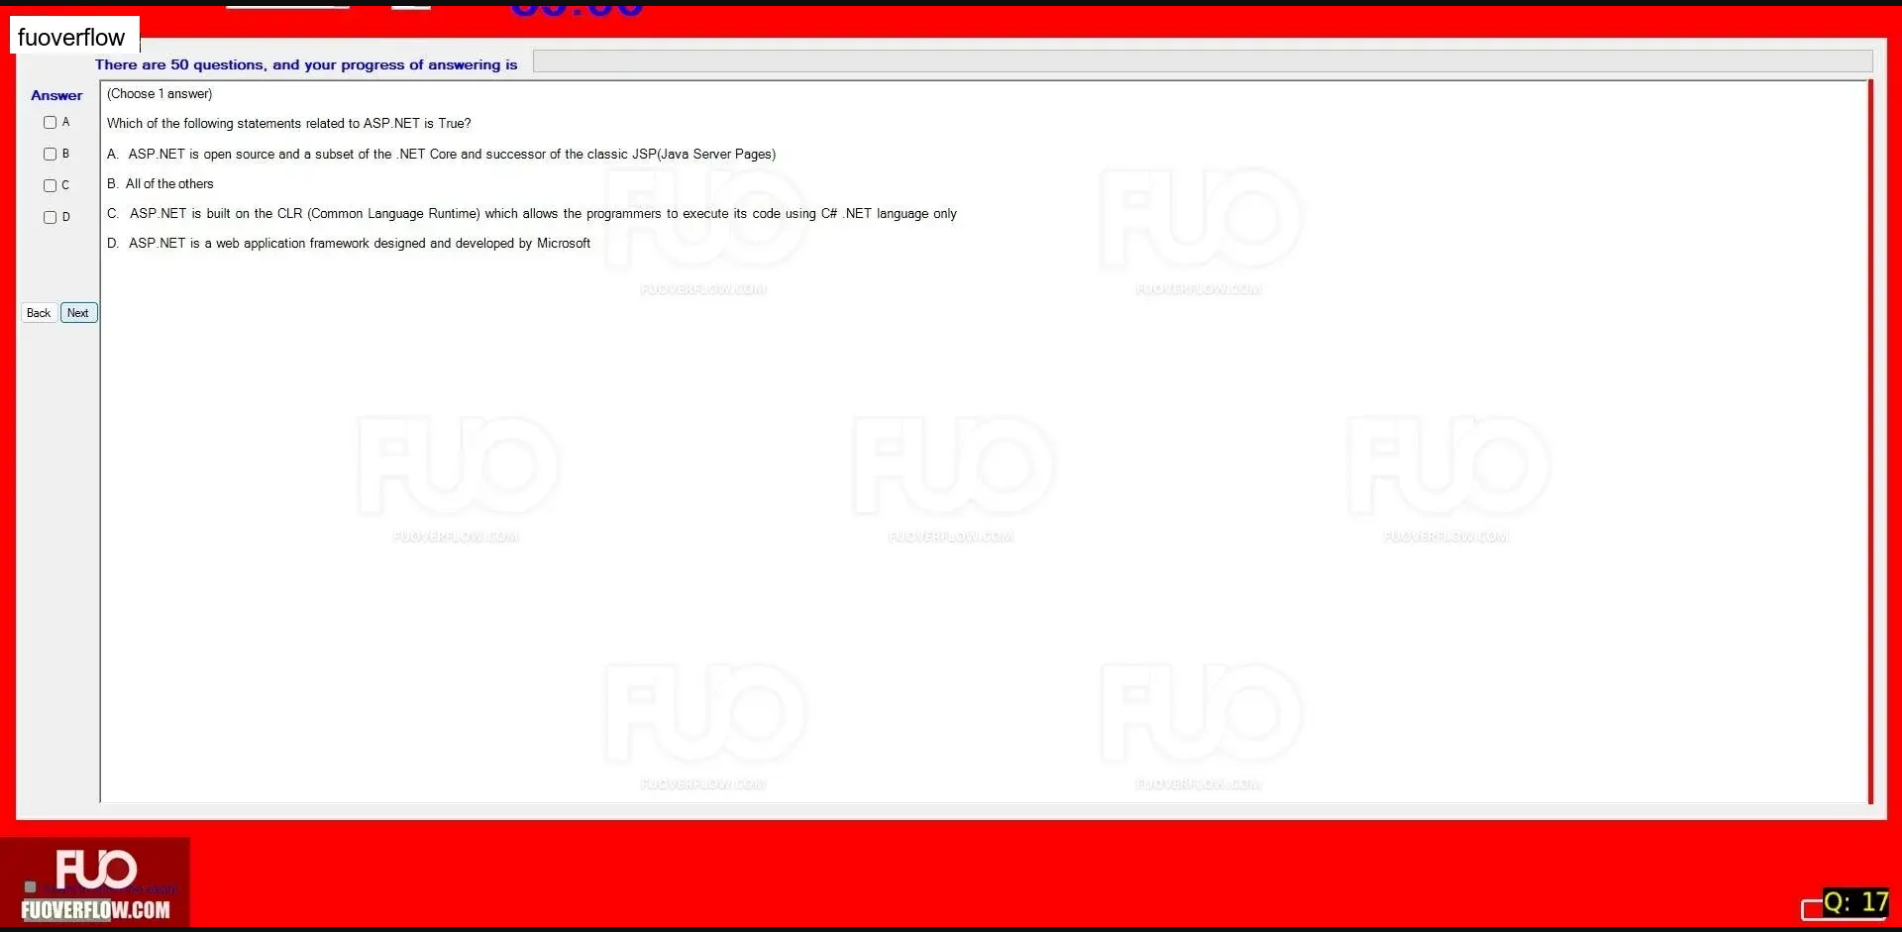 fuoverflow
There are 50 questions, and your progress of answering is
Answer
A
B
C
D
Back
Next
(Choose 1 answer)
Which of the following statements related to ASP.NET is True?
A. ASP.NET is open source and a subset of the .NET Core and successor of the classic JSP(Java Server Pages)
B. All of the others
C. ASP.NET is built on the CLR (Common Language Runtime) which allows the programmers to execute its code using C# .NET language only
D. ASP.NET is a web application framework designed and developed by Microsoft
FUO
FUOVERFLOW.COM
FUO
FUOVERFLOW.COM
FUO
FUOVERFLOW.COM
FUO
FUOVERFLOW.COM
FUO
FUOVERFLOW.COM
FUO
FUOVERFLOW.COM
FUO
FUOVERFLOW.COM
FUO
FUOVERFLOW.COM
Q: 17